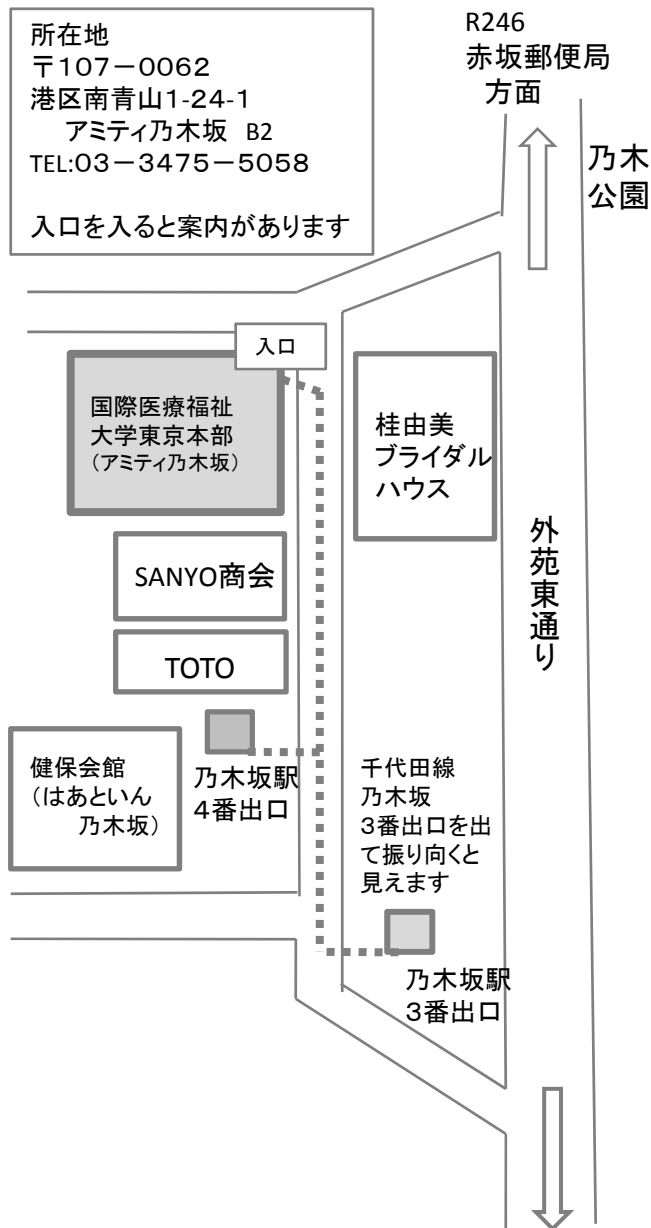 所在地
〒107－0062
港区南青山1-24-1
アミティ乃木坂 B2
TEL:03－3475－5058
入口を入ると案内があります
R246
赤坂郵便局
方面
乃木
公園
入口
国際医療福祉
大学東京本部
（アミティ乃木坂）
桂由美
ブライダル
ハウス
SANYO商会
外苑東通り
TOTO
健保会館
（はあといん
乃木坂）
乃木坂駅
４番出口
千代田線
乃木坂
３番出口を出
て振り向くと
見えます
乃木坂駅
３番出口